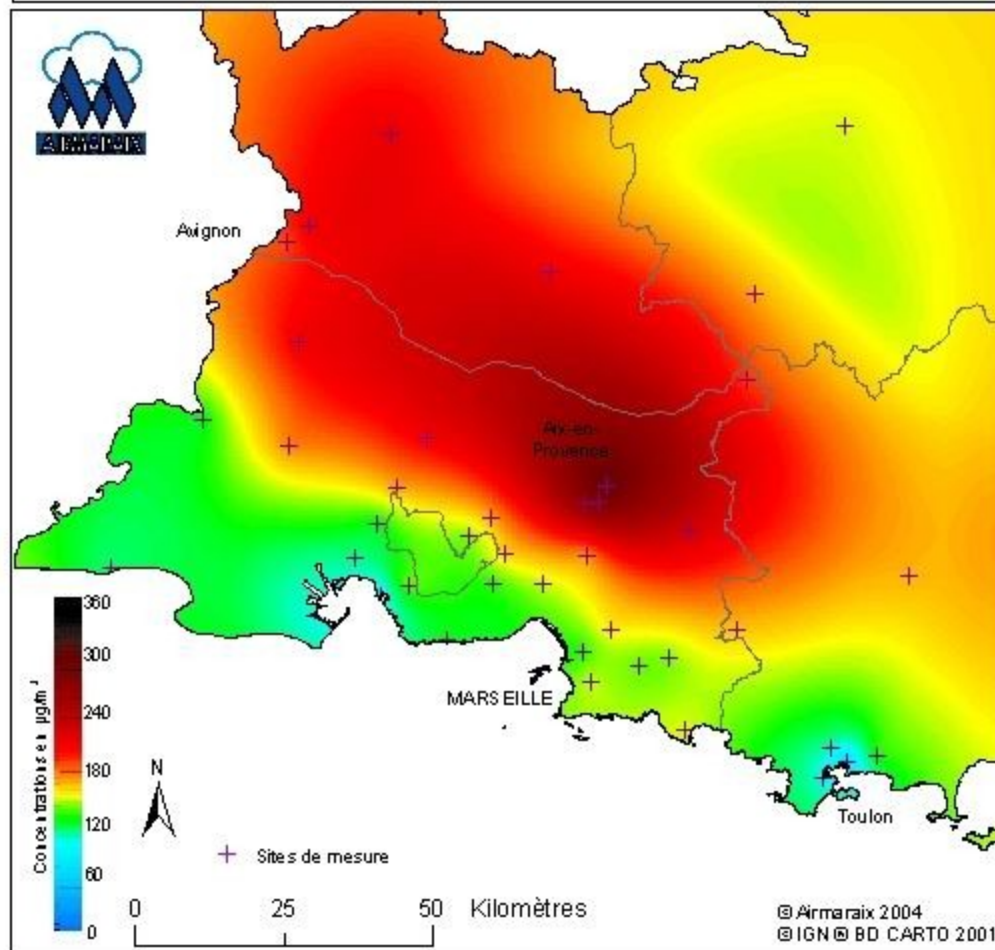 AIRMARAIX
Avignon
Aix-en-
Provence
MARSEILLE
Toulon
Concentrations en µg/m³
360
300
240
180
120
60
0
N
Sites de mesure
0 25 50 Kilomètres
© Airmaraix 2004
© IGN ® BD CARTO 2001